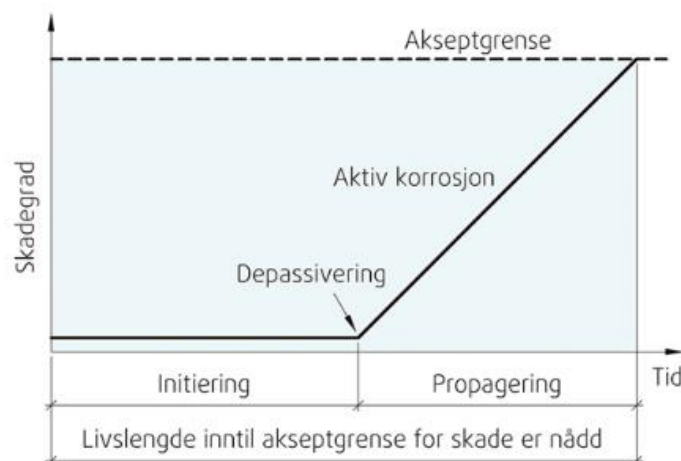 Akseptgrense
Skadegrad
Aktiv korrosjon
Depassivering
Initiering
Propagering
Tid
Livslengde inntil akseptgrense for skade er nådd